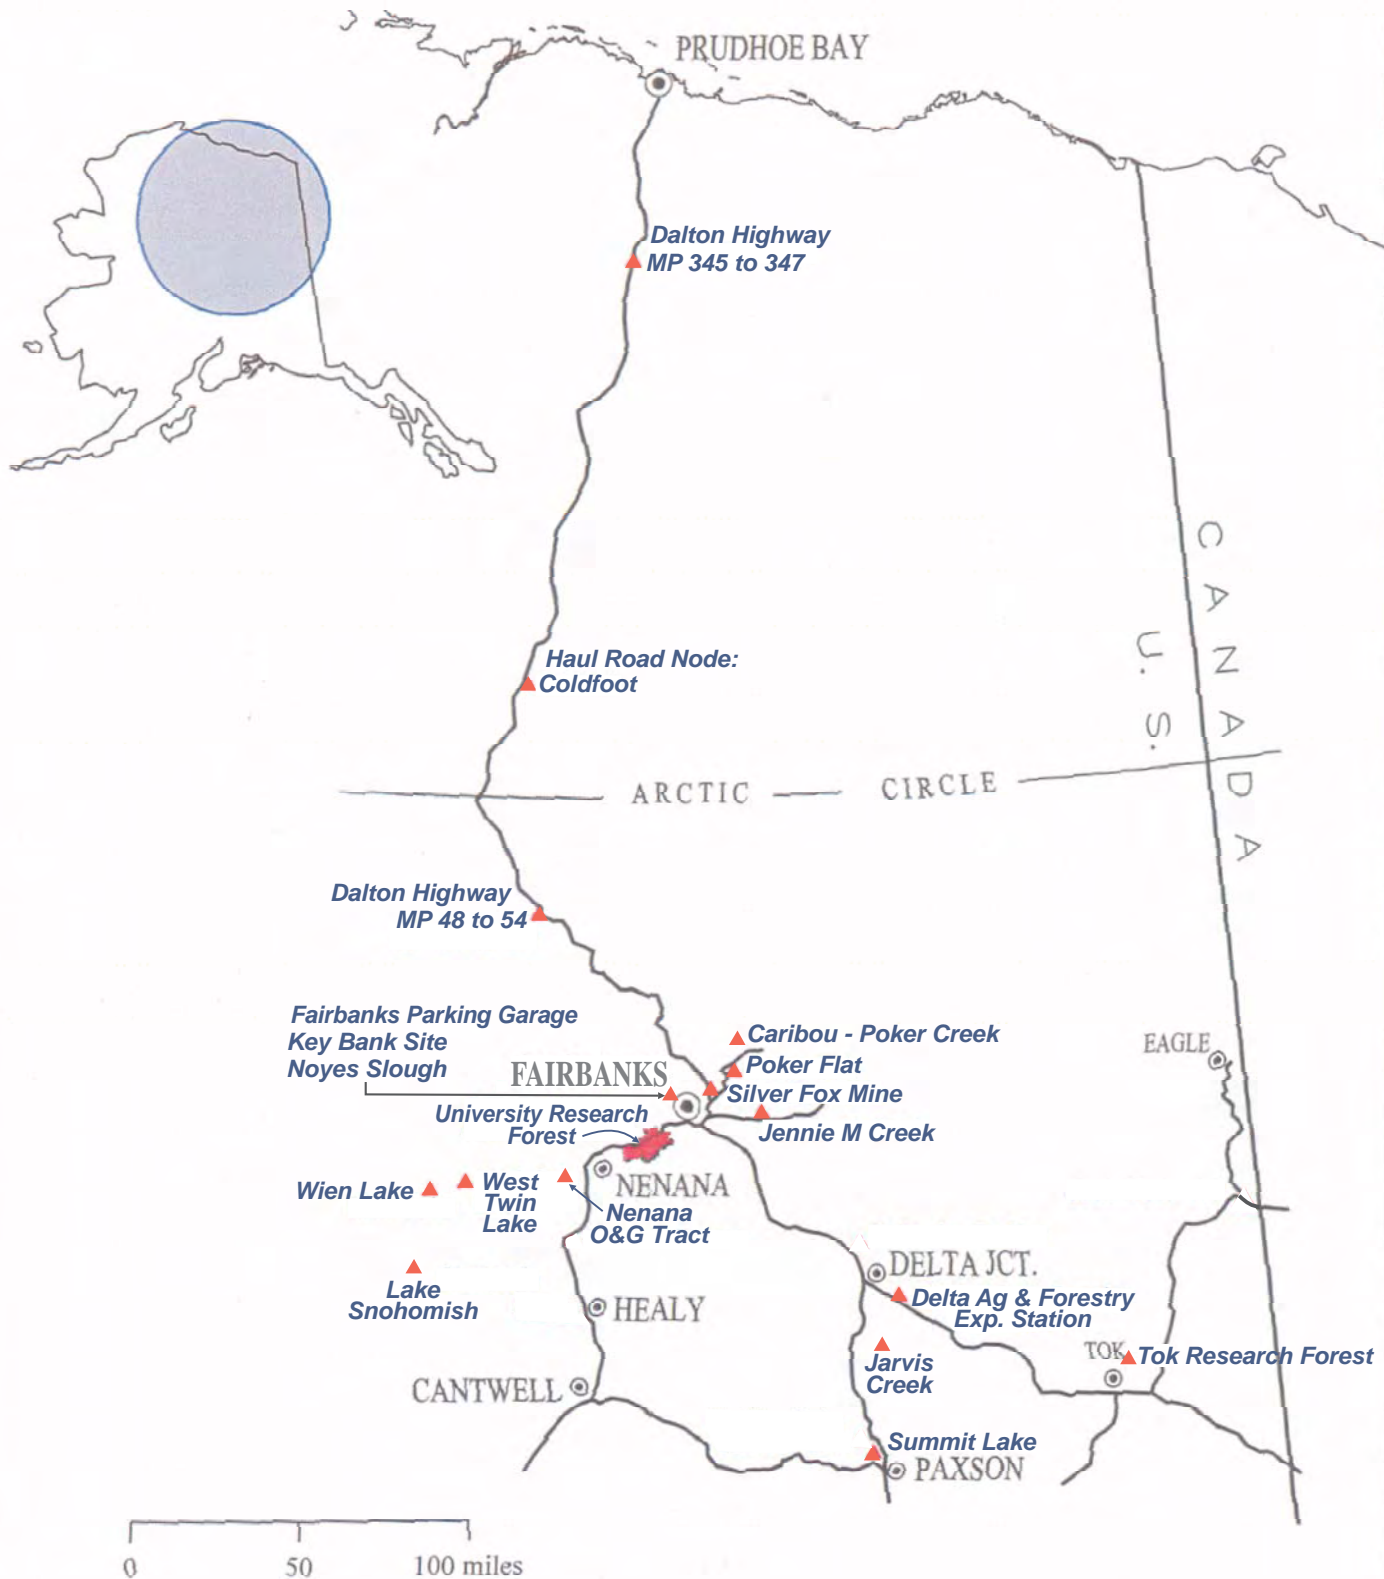 PRUDHOE BAY
Dalton Highway
MP 345 to 347
CANADA
U.S.
Haul Road Node:
Coldfoot
ARCTIC CIRCLE
Dalton Highway
MP 48 to 54
Fairbanks Parking Garage
Key Bank Site
Noyes Slough
FAIRBANKS
Caribou - Poker Creek
Poker Flat
Silver Fox Mine
Jennie M Creek
EAGLE
University Research
Forest
NENANA
Wien Lake
West
Twin
Lake
Nenana
O&G Tract
Lake
Snohomish
HEALY
DELTA JCT.
Delta Ag & Forestry
Exp. Station
Jarvis
Creek
TOK
Tok Research Forest
CANTWELL
Summit Lake
PAXSON
0 50 100 miles